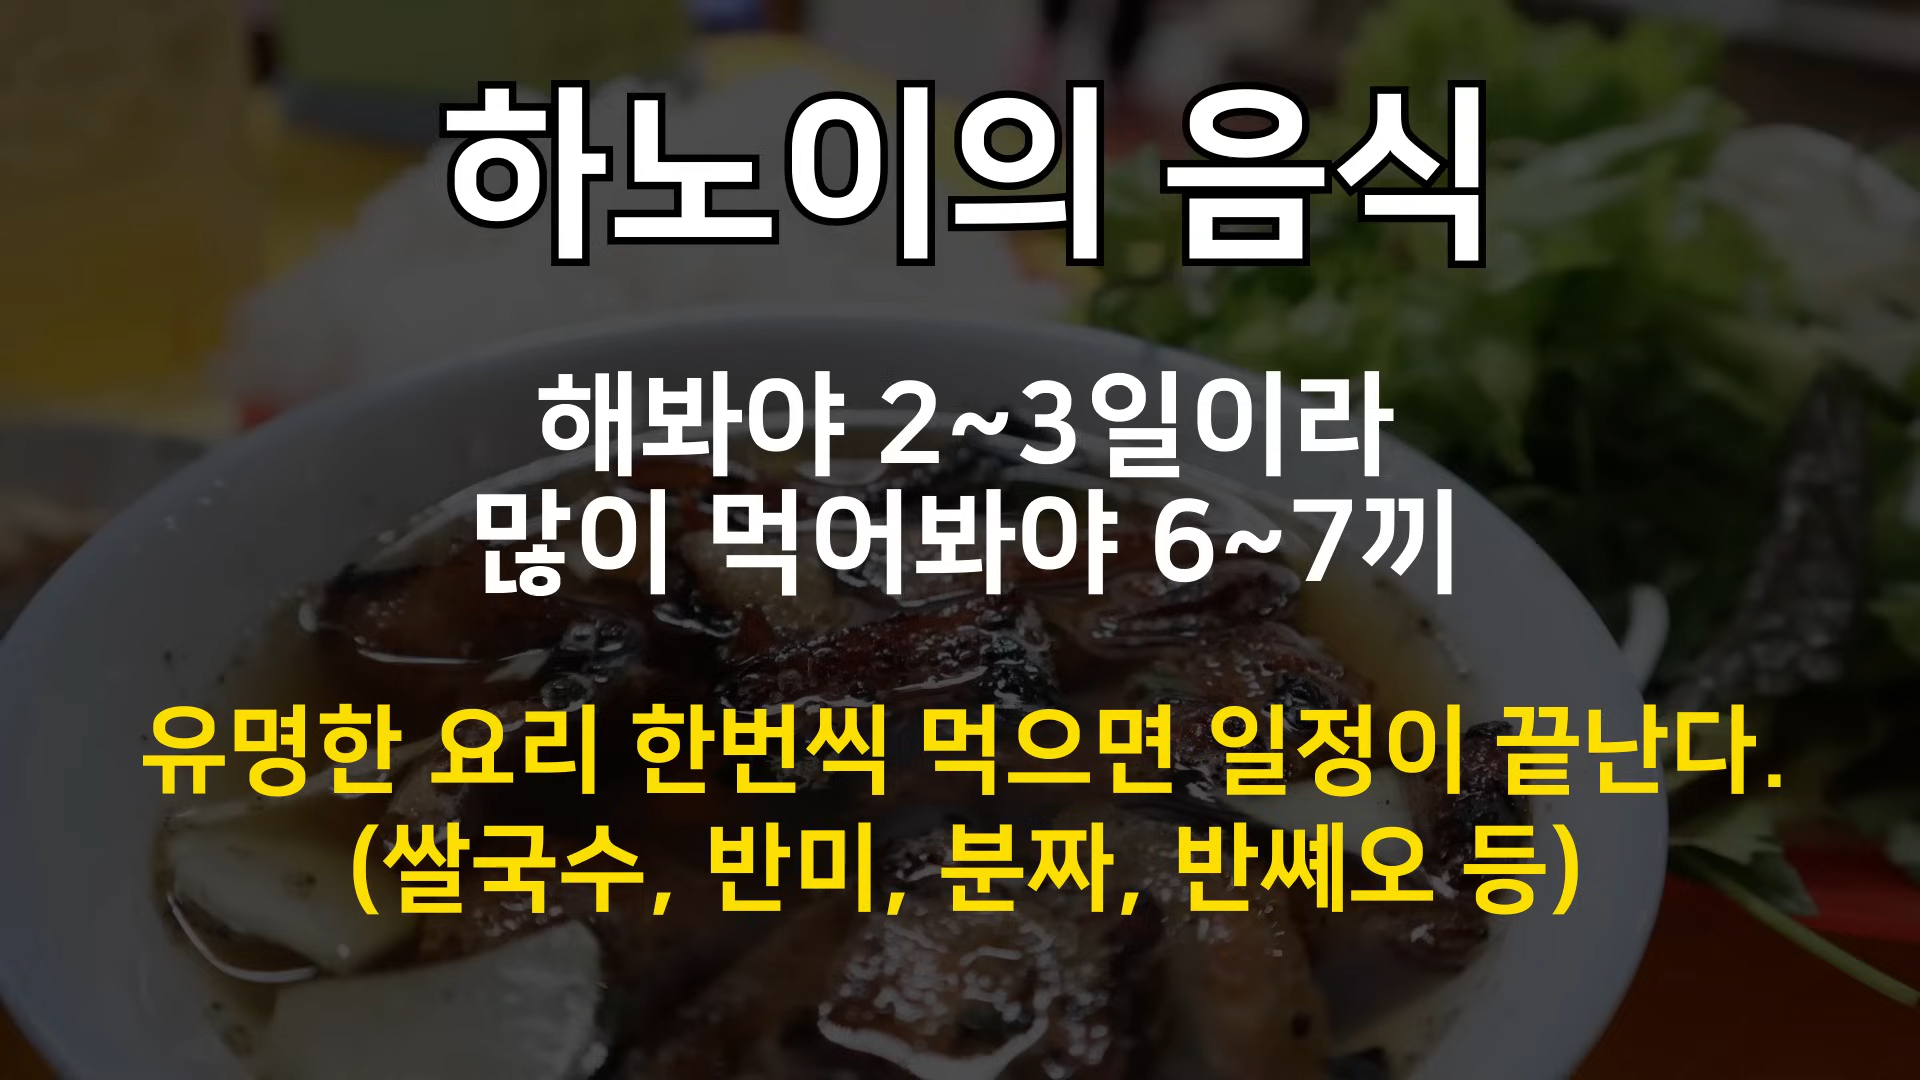 하노이의 음식
해봐야 2~3일이라
많이 먹어봐야 6~7끼
유명한 요리 한번씩 먹으면 일정이 끝난다.
(쌀국수, 반미, 분짜, 반쎄오 등)